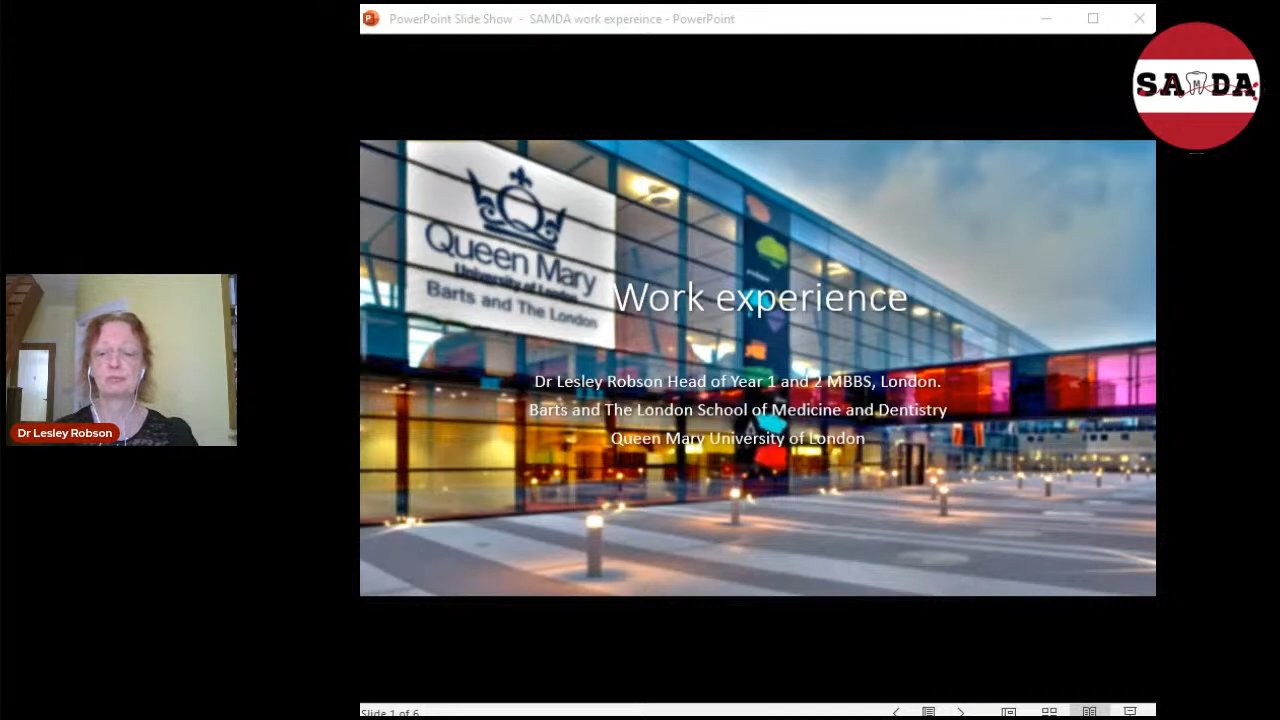 PowerPoint Slide Show - SAMDA work expereince - PowerPoint
SAMDA
M
Queen Mary
University of London
Barts and The London
Work experience
Dr Lesley Robson Head of Year 1 and 2 MBBS, London.
Barts and The London School of Medicine and Dentistry
Queen Mary University of London
Dr Lesley Robson
Slide 1 of 6